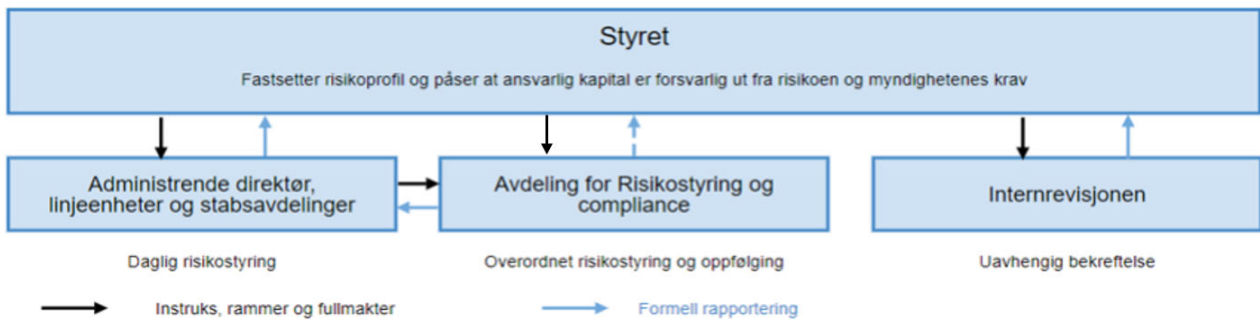 Styret
Fastsetter risikoprofil og påser at ansvarlig kapital er forsvarlig ut fra risikoen og myndighetenes krav
Administrende direktør,
linjeenheter og stabsavdelinger
Avdeling for Risikostyring og
compliance
Internrevisjonen
Daglig risikostyring
Overordnet risikostyring og oppfølging
Uavhengig bekreftelse
Instruks, rammer og fullmakter
Formell rapportering